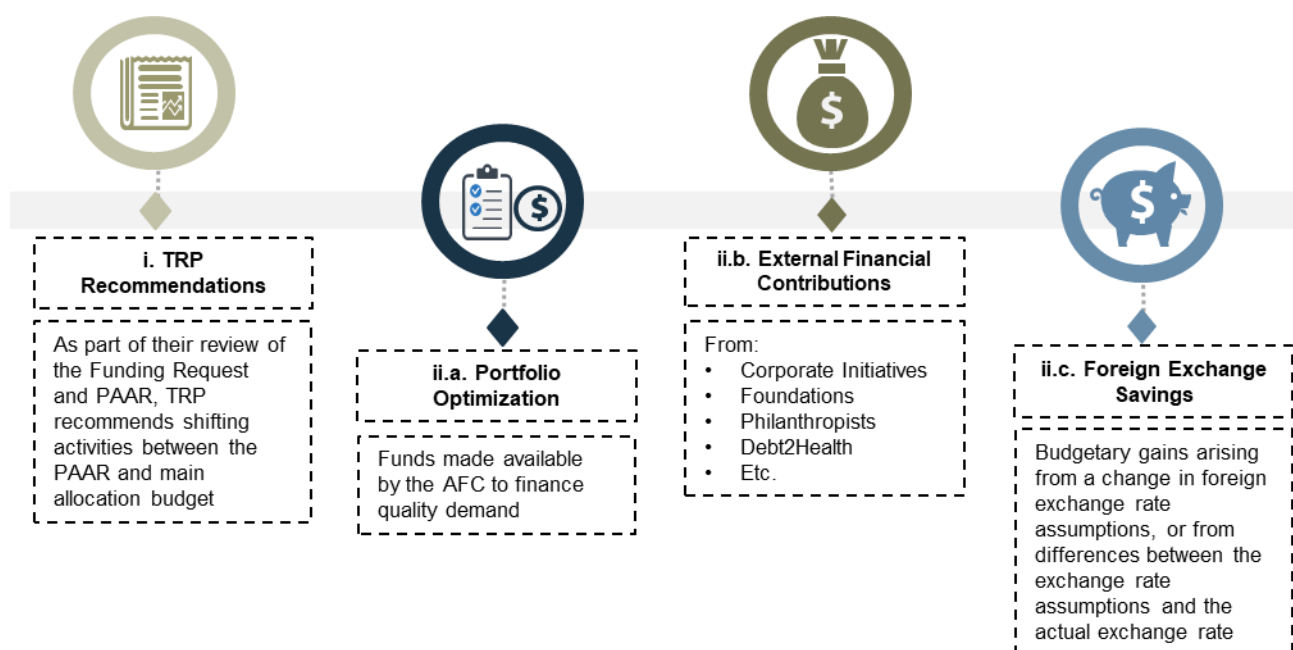 i. TRP
Recommendations
As part of their review of
the Funding Request
and PAAR, TRP
recommends shifting
activities between the
PAAR and main
allocation budget
$
ii.a. Portfolio
Optimization
Funds made available
by the AFC to finance
quality demand
$
ii.b. External Financial
Contributions
From:
• Corporate Initiatives
• Foundations
• Philanthropists
• Debt2Health
• Etc.
$
ii.c. Foreign Exchange
Savings
Budgetary gains arising
from a change in foreign
exchange rate
assumptions, or from
differences between the
exchange rate
assumptions and the
actual exchange rate